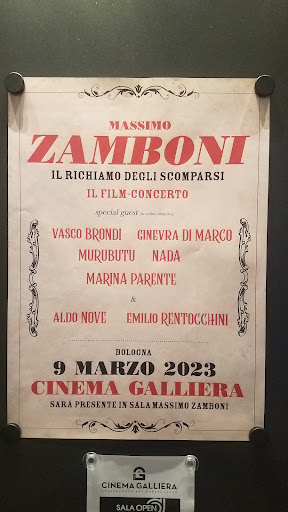 MASSIMO
ZAMBONI
IL RICHIAMO DEGLI SCOMPARSI
IL FILM-CONCERTO
special guest
VASCO BRONDI GINEVRA DI MARCO
MURUBUTU NADA
MARINA PARENTE
&
ALDO NOVE EMILIO RENTOCCHINI
BOLOGNA
9 MARZO 2023
CINEMA GALLIERA
SARÀ PRESENTE IN SALA MASSIMO ZAMBONI
CINEMA GALLIERA
SALA OPEN